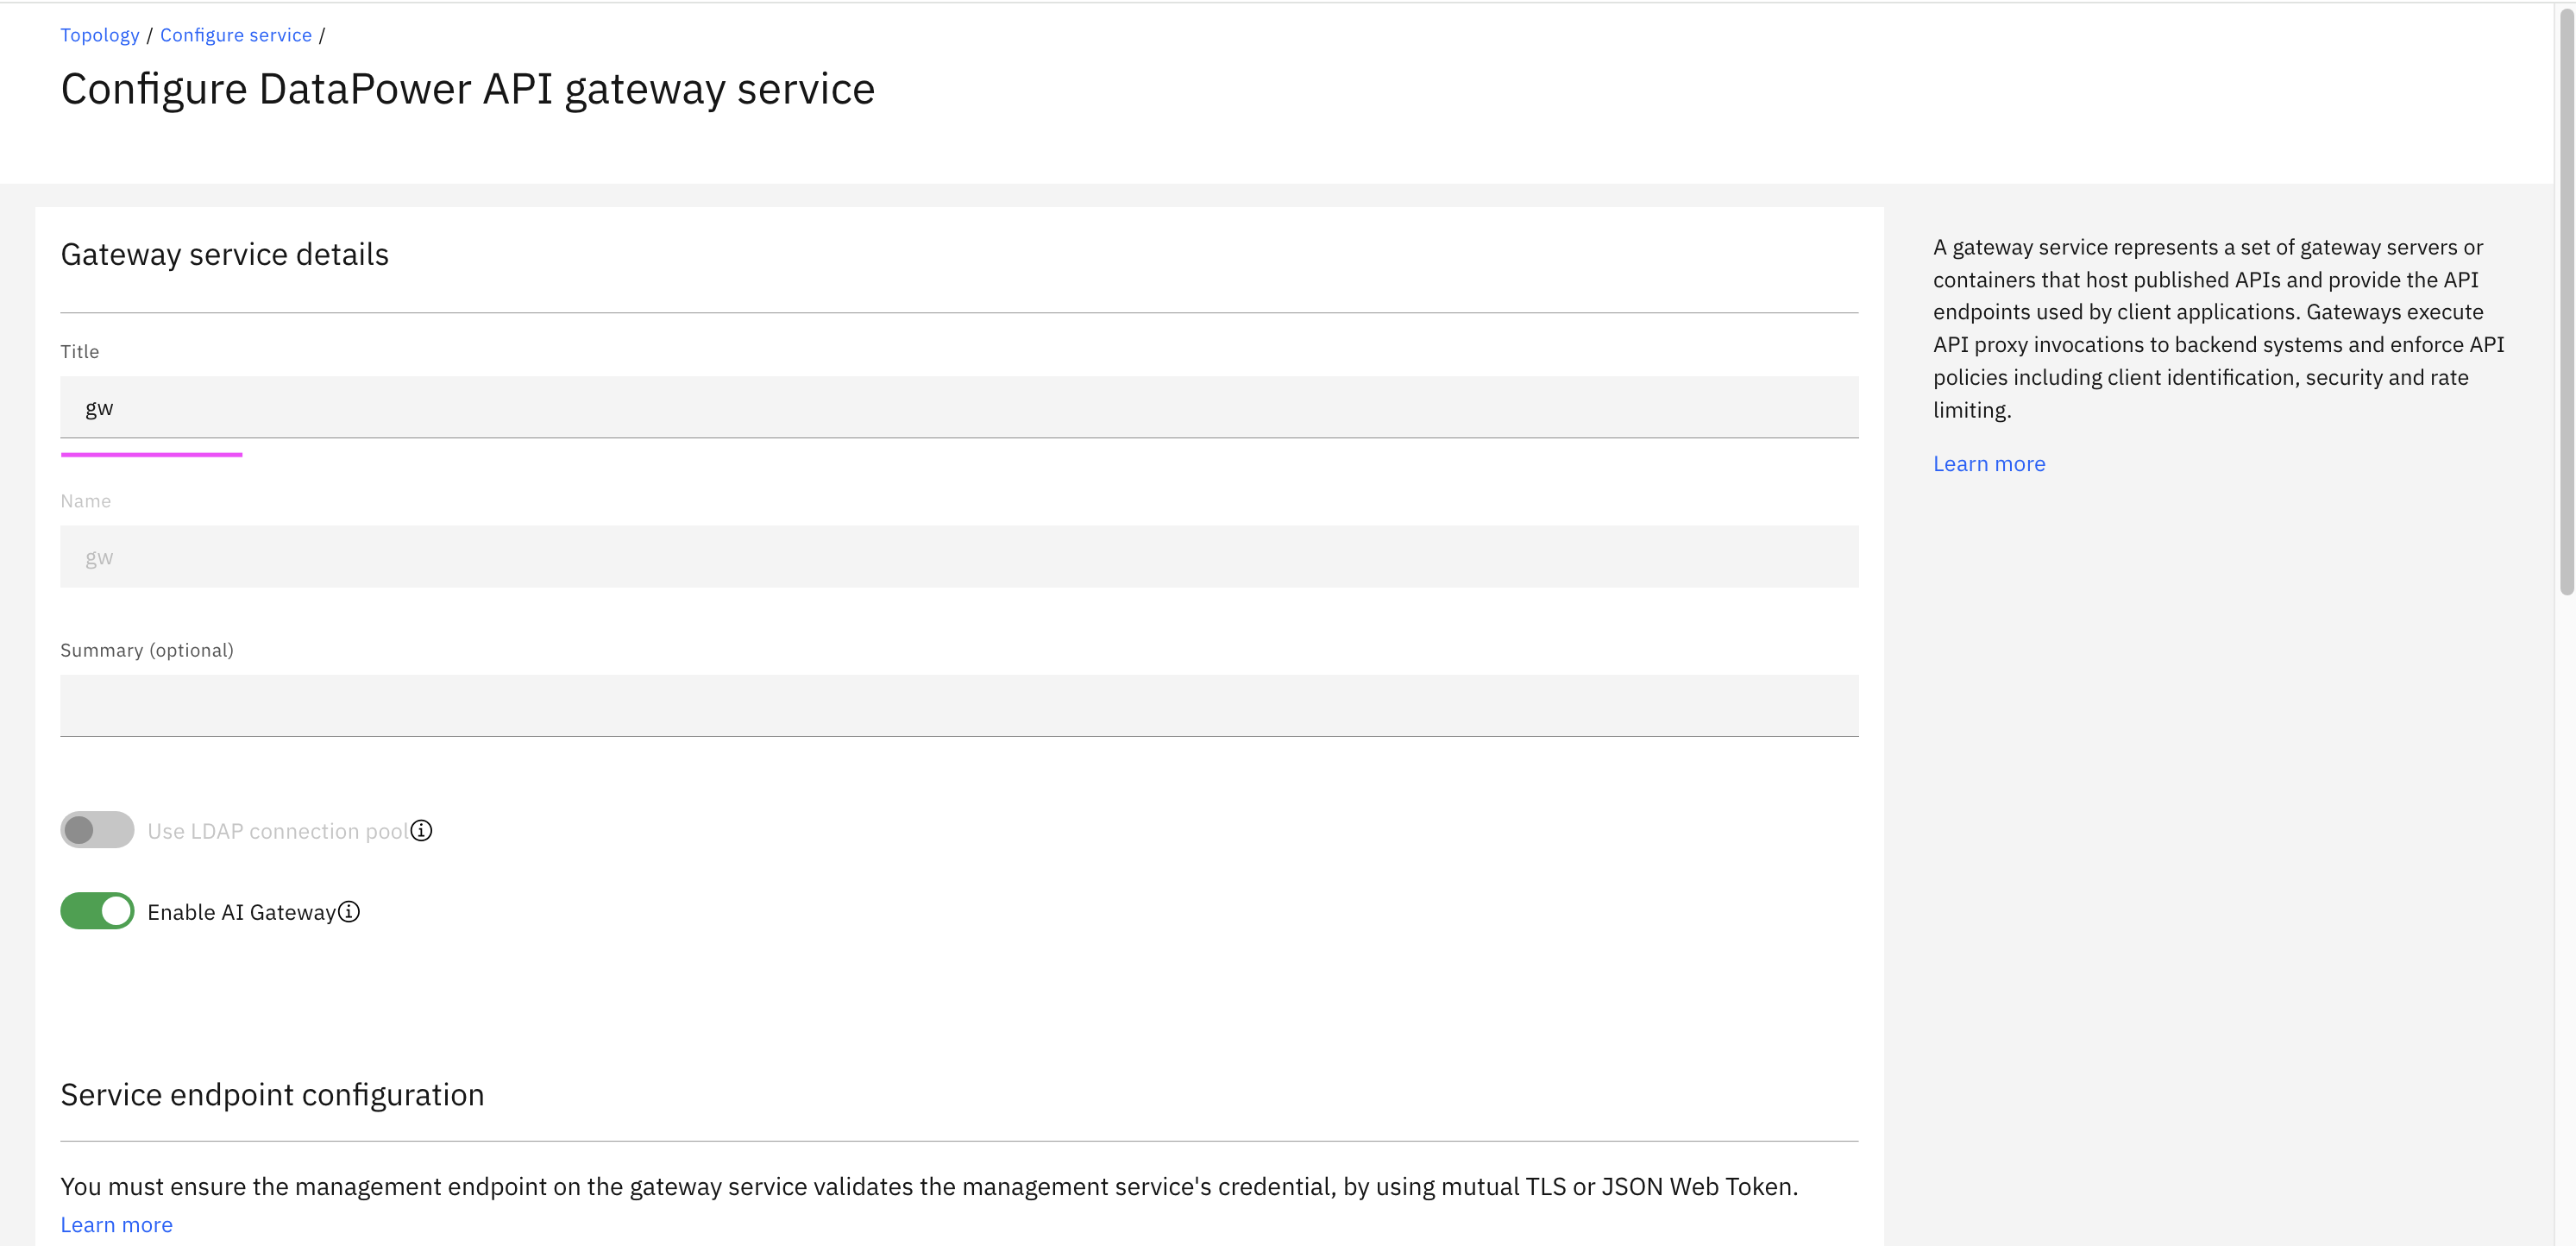 Topology / Configure service /
Configure DataPower API gateway service
Gateway service details
Title
gw
Name
gw
Summary (optional)
Use LDAP connection pool
Enable AI Gateway
Service endpoint configuration
You must ensure the management endpoint on the gateway service validates the management service's credential, by using mutual TLS or JSON Web Token.
Learn more
A gateway service represents a set of gateway servers or
containers that host published APIs and provide the API
endpoints used by client applications. Gateways execute
API proxy invocations to backend systems and enforce API
policies including client identification, security and rate
limiting.
Learn more